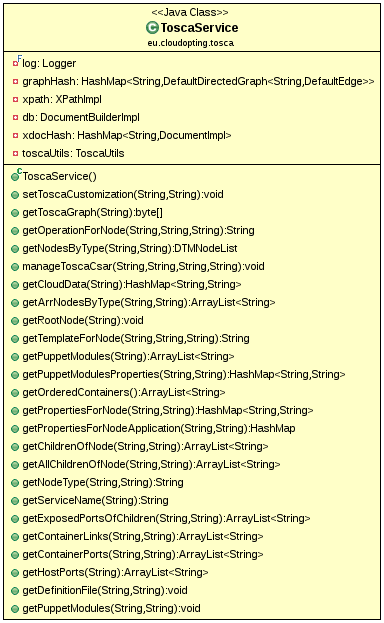 <<Java Class>>
ToscaService
eu.cloudopting.tosca
log: Logger
graphHash: HashMap<String,DefaultDirectedGraph<String,DefaultEdge>>
xpath: XPathImpl
db: DocumentBuilderImpl
xdocHash: HashMap<String,DocumentImpl>
toscaUtils: ToscaUtils
ToscaService()
setToscaCustomization(String,String):void
getToscaGraph(String):byte[]
getOperationForNode(String,String,String):String
getNodesByType(String,String):DTMNodeList
manageToscaCsar(String,String,String,String):void
getCloudData(String):HashMap<String,String>
getArrNodesByType(String,String):ArrayList<String>
getRootNode(String):void
getTemplateForNode(String,String,String):String
getPuppetModules(String):ArrayList<String>
getPuppetModulesProperties(String,String):HashMap<String,String>
getOrderedContainers():ArrayList<String>
getPropertiesForNode(String,String):HashMap<String,String>
getPropertiesForNodeApplication(String,String):HashMap
getChildrenOfNode(String,String):ArrayList<String>
getAllChildrenOfNode(String,String):ArrayList<String>
getNodeType(String,String):String
getServiceName(String):String
getExposedPortsOfChildren(String,String):ArrayList<String>
getContainerLinks(String,String):ArrayList<String>
getContainerPorts(String,String):ArrayList<String>
getHostPorts(String):ArrayList<String>
getDefinitionFile(String,String):void
getPuppetModules(String,String):void